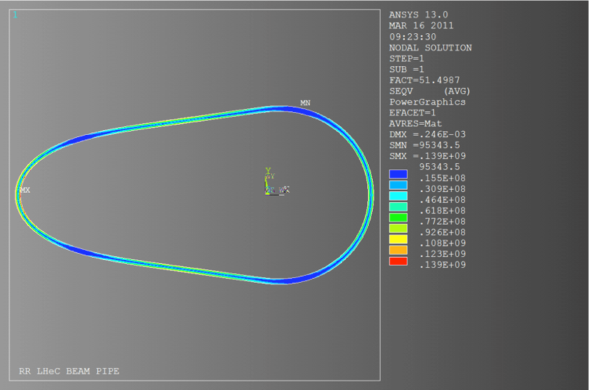 1
ANSYS 13.0
MAR 16 2011
09:23:30
NODAL SOLUTION
STEP=1
SUB =1
FACT=51.4987
SEQV (AVG)
PowerGraphics
EFACET=1
AVRES=Mat
DMX =.246E-03
SMN =95343.5
SMX =.139E+09
95343.5
.155E+08
.309E+08
.464E+08
.618E+08
.772E+08
.926E+08
.108E+09
.123E+09
.139E+09
MN
MX
Y
RR LHeC BEAM PIPE